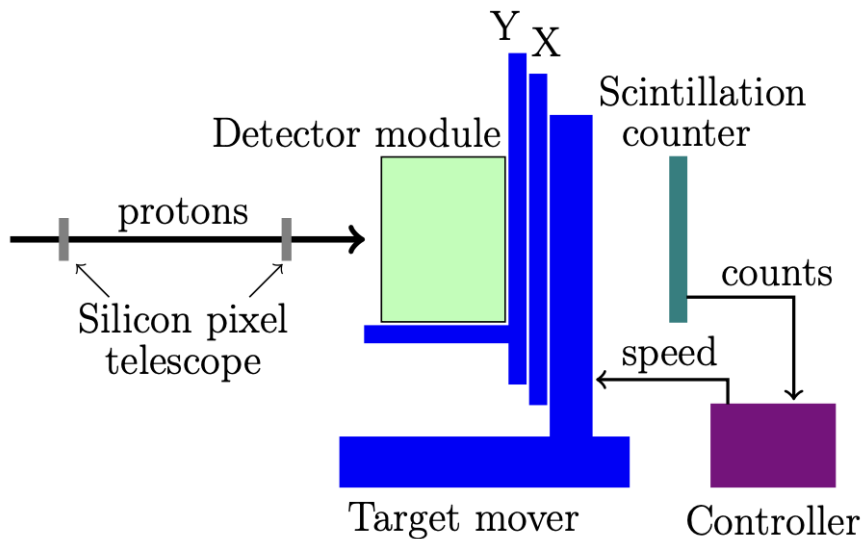 Y
X
Scintillation
counter
Detector module
protons
counts
Silicon pixel
telescope
speed
Target mover
Controller